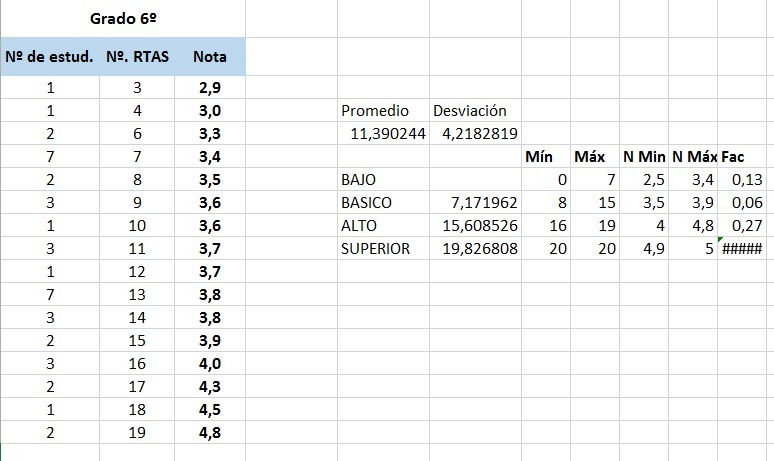 Grado 6º
Nº de estud. Nº. RTAS Nota
1 3 2,9
1 4 3,0 Promedio Desviación
2 6 3,3 11,390244 4,2182819
7 7 3,4 Mín Máx N Min N Máx Fac
2 8 3,5 BAJO 0 7 2,5 3,4 0,13
3 9 3,6 BASICO 7,171962 8 15 3,5 3,9 0,06
1 10 3,6 ALTO 15,608526 16 19 4 4,8 0,27
3 11 3,7 SUPERIOR 19,826808 20 20 4,9 5 #####
1 12 3,7
7 13 3,8
3 14 3,8
2 15 3,9
3 16 4,0
2 17 4,3
1 18 4,5
2 19 4,8